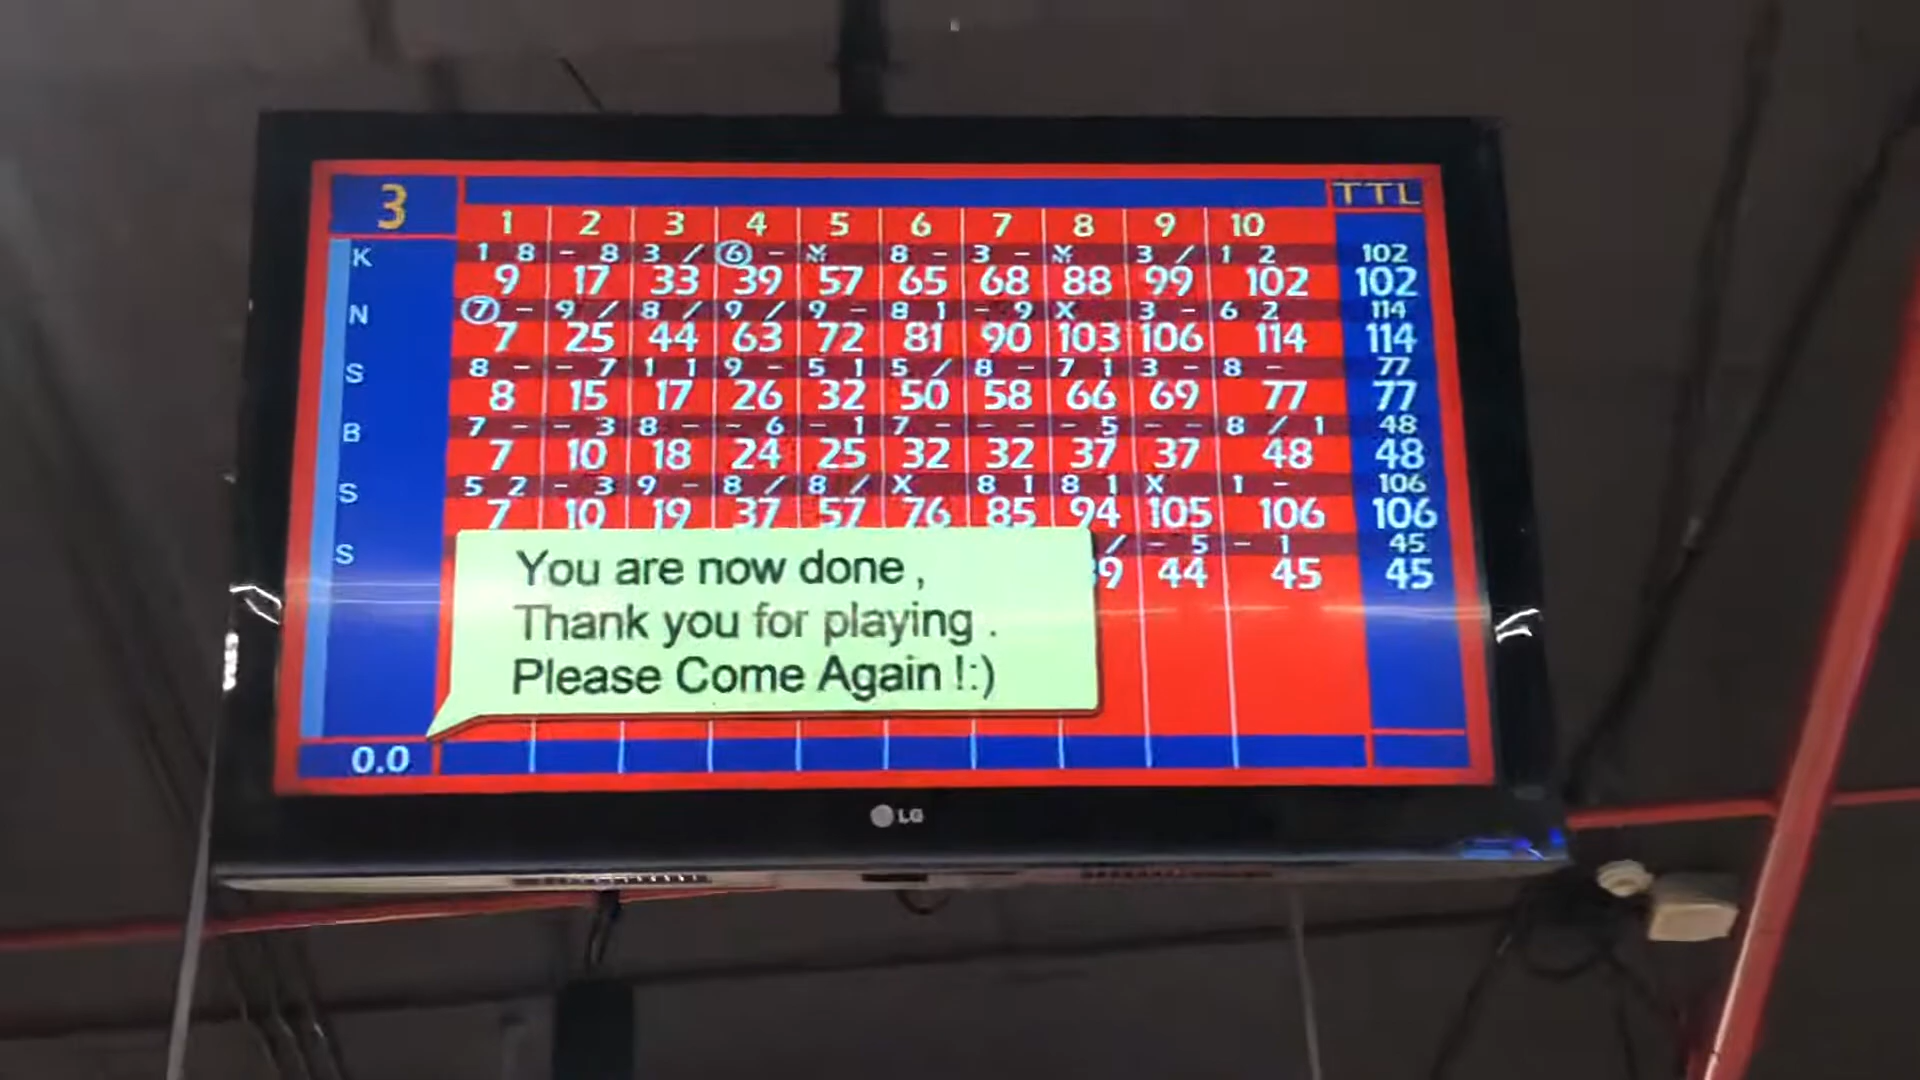 3 TTL
1 2 3 4 5 6 7 8 9 10
K 1 8 - 8 3 / 6 - X 8 - 3 - X 3 / 1 2 102
9 17 33 39 57 65 68 88 99 102 102
N 7 - 9 / 8 / 9 / 9 - 8 1 - 9 X 3 - 6 2 114
7 25 44 63 72 81 90 103 106 114 114
S 8 - - 7 1 1 9 - 5 1 5 / 8 - 7 1 3 - 8 - 77
8 15 17 26 32 50 58 66 69 77 77
B 7 - - 3 8 - - 6 - 1 7 - - - - 5 - - 8 / 1 48
7 10 18 24 25 32 32 37 37 48 48
S 5 2 - 3 9 - 8 / 8 / X 8 1 8 1 X 1 - 106
7 10 19 37 57 76 85 94 105 106 106
S / - 5 - 1 45
9 44 45 45
You are now done ,
Thank you for playing .
Please Come Again !:)
0.0
LG